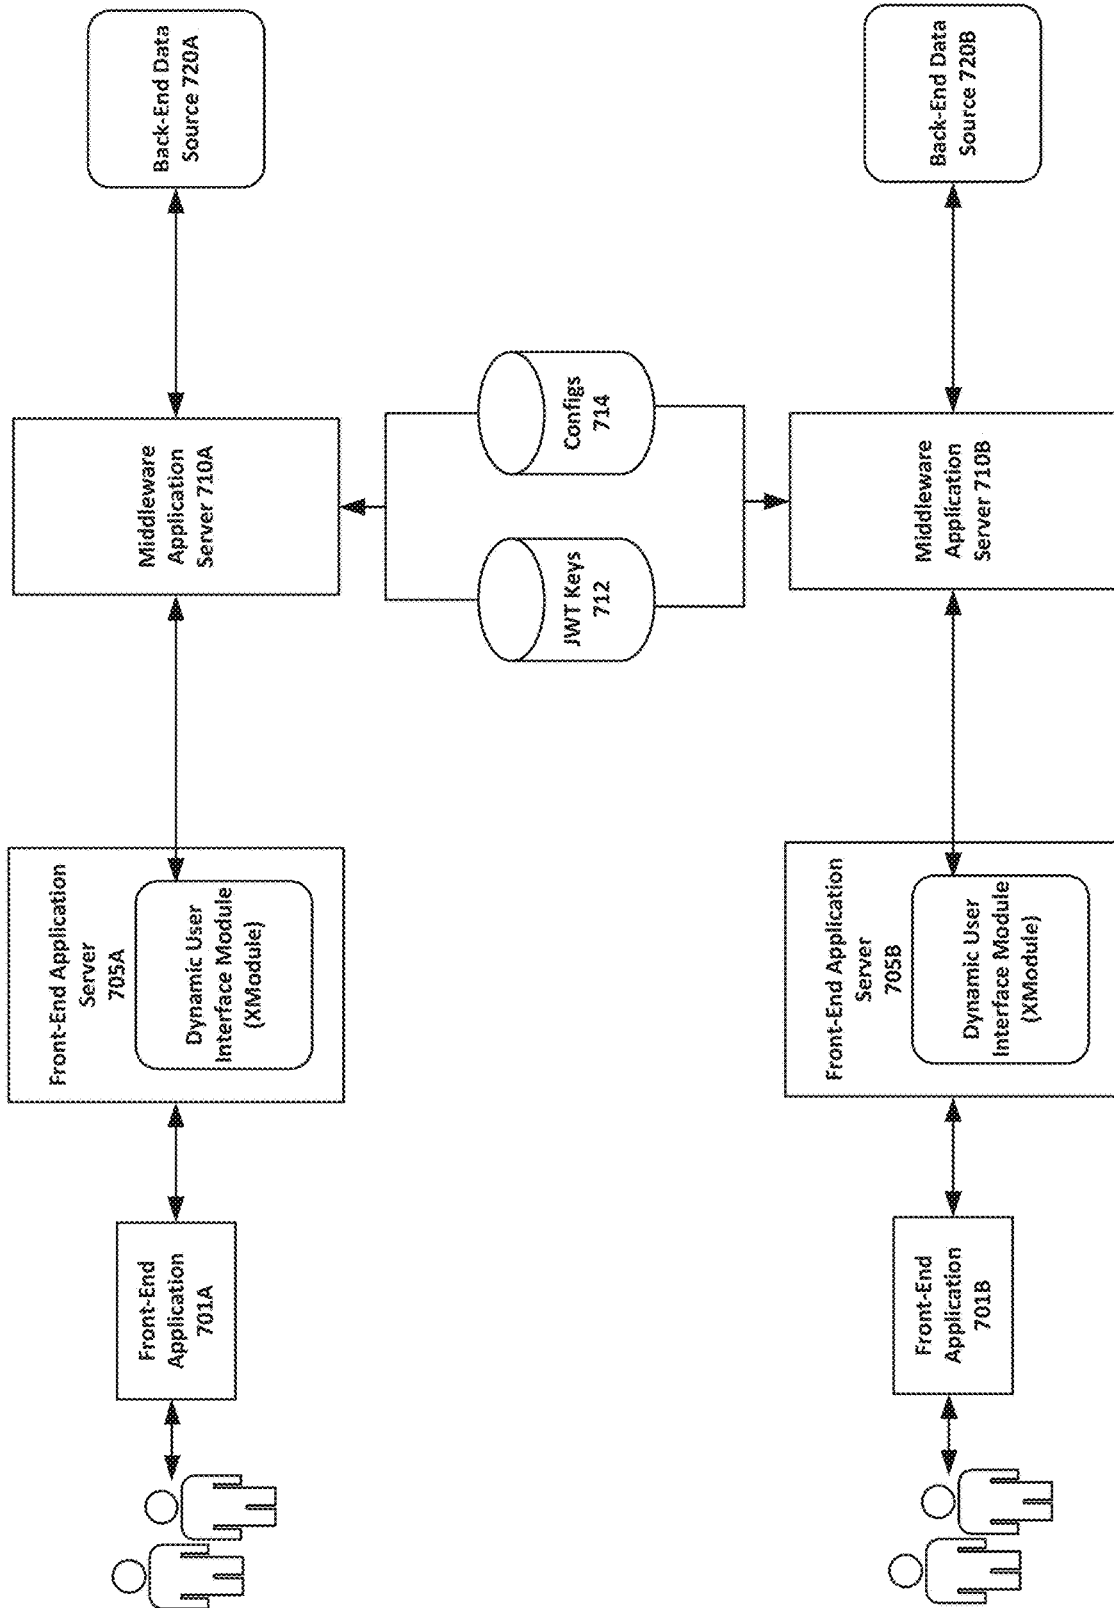 Front-End
Application
701A
Front-End Application
Server
705A
Dynamic User
Interface Module
(XModule)
Middleware
Application
Server 710A
Back-End Data
Source 720A
JWT Keys
712
Configs
714
Front-End
Application
701B
Front-End Application
Server
705B
Dynamic User
Interface Module
(XModule)
Middleware
Application
Server 710B
Back-End Data
Source 720B